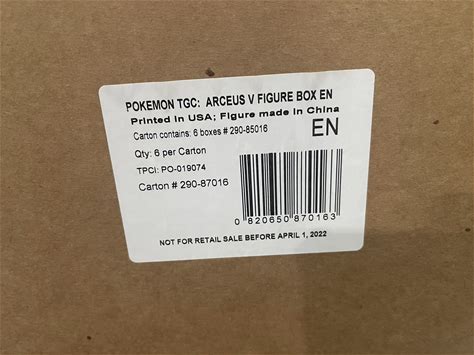 POKEMON TGC: ARCEUS V FIGURE BOX EN
Printed in USA; Figure made in China
Carton contains: 6 boxes # 290-85016
EN
Qty: 6 per Carton
TPCI: PO-019074
Carton # 290-87016
0 820650 870163
NOT FOR RETAIL SALE BEFORE APRIL 1, 2022